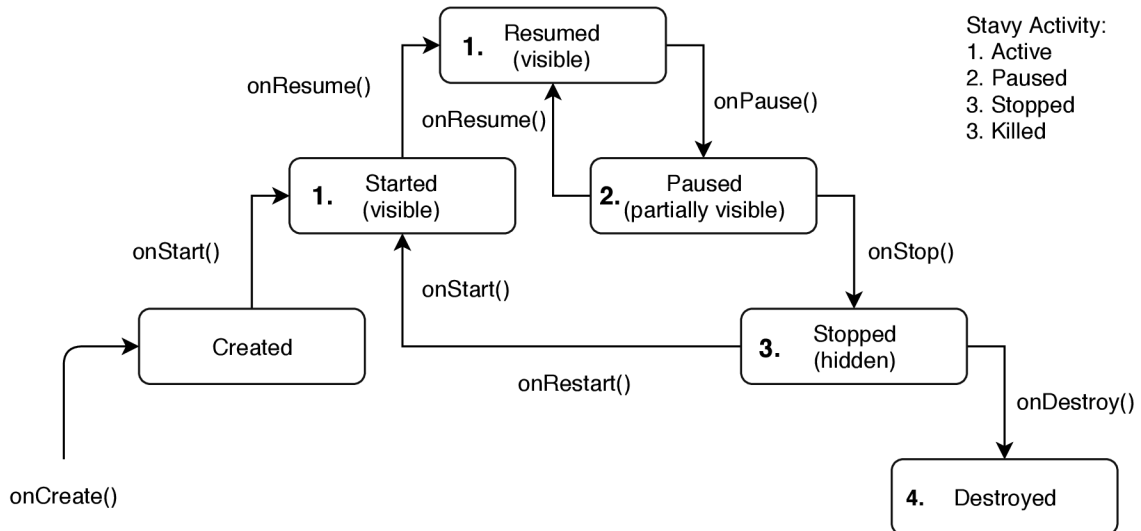 1. Resumed
(visible)
Stavy Activity:
1. Active
2. Paused
3. Stopped
3. Killed
onResume()
onResume()
onPause()
1. Started
(visible)
2. Paused
(partially visible)
onStart()
onStop()
onStart()
Created
3. Stopped
(hidden)
onRestart()
onDestroy()
onCreate()
4. Destroyed